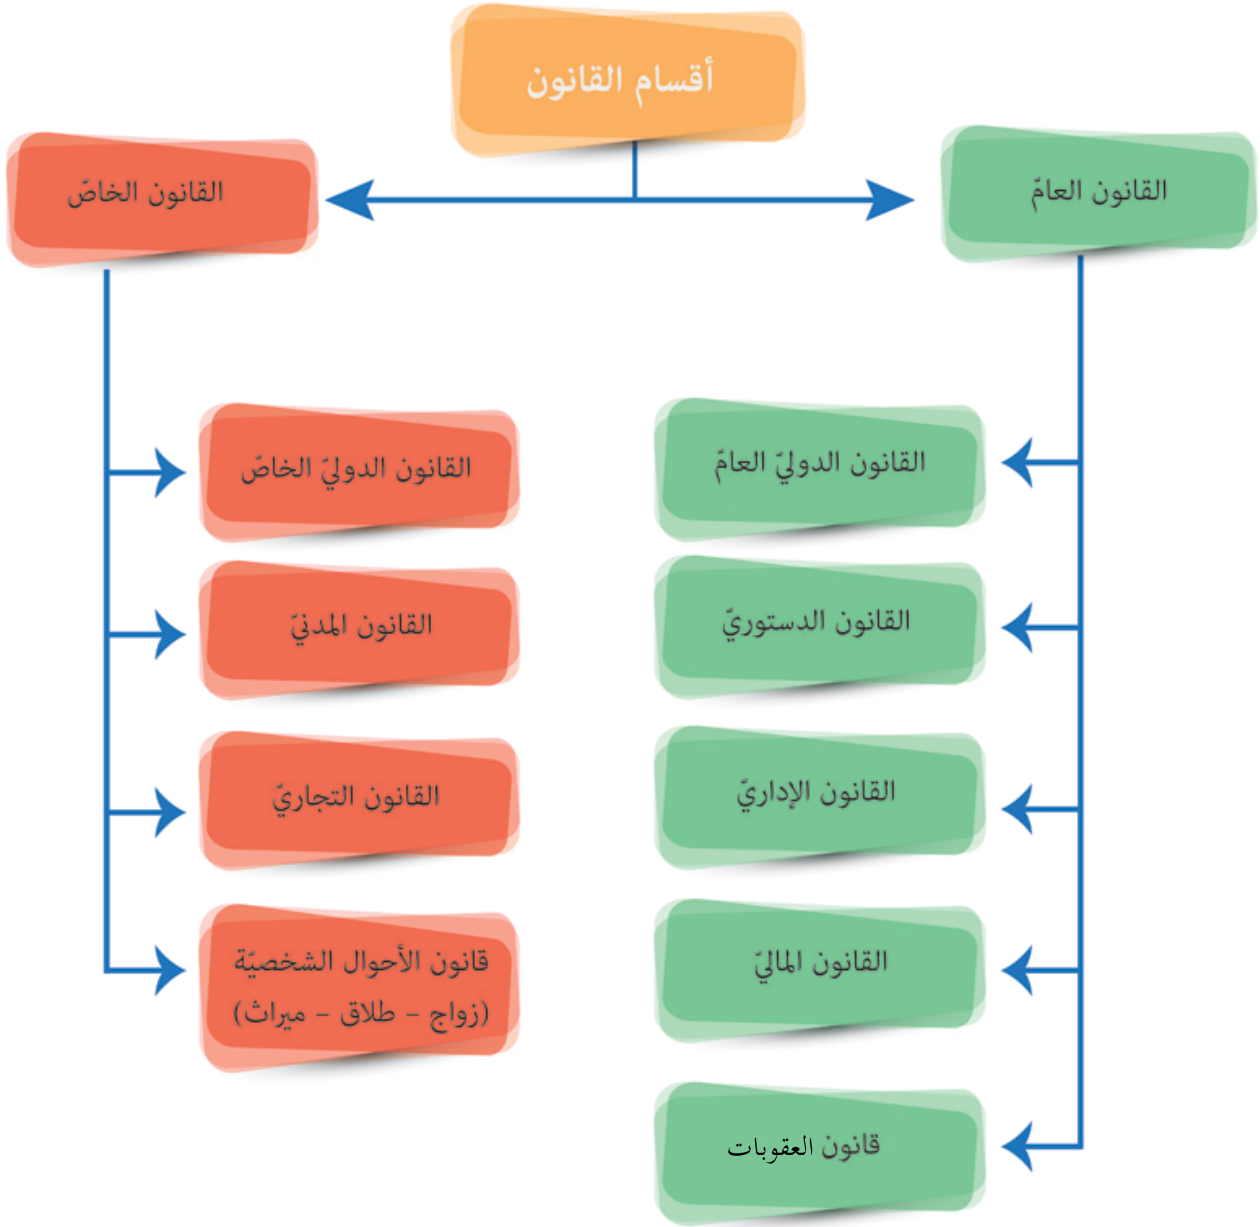 أقسام القانون
القانون العامّ
القانون الخاصّ
القانون الدوليّ العامّ
القانون الدستوريّ
القانون الإداريّ
القانون الماليّ
قانون العقوبات
القانون الدوليّ الخاصّ
القانون المدنيّ
القانون التجاريّ
قانون الأحوال الشخصيّة
(زواج - طلاق - ميراث)